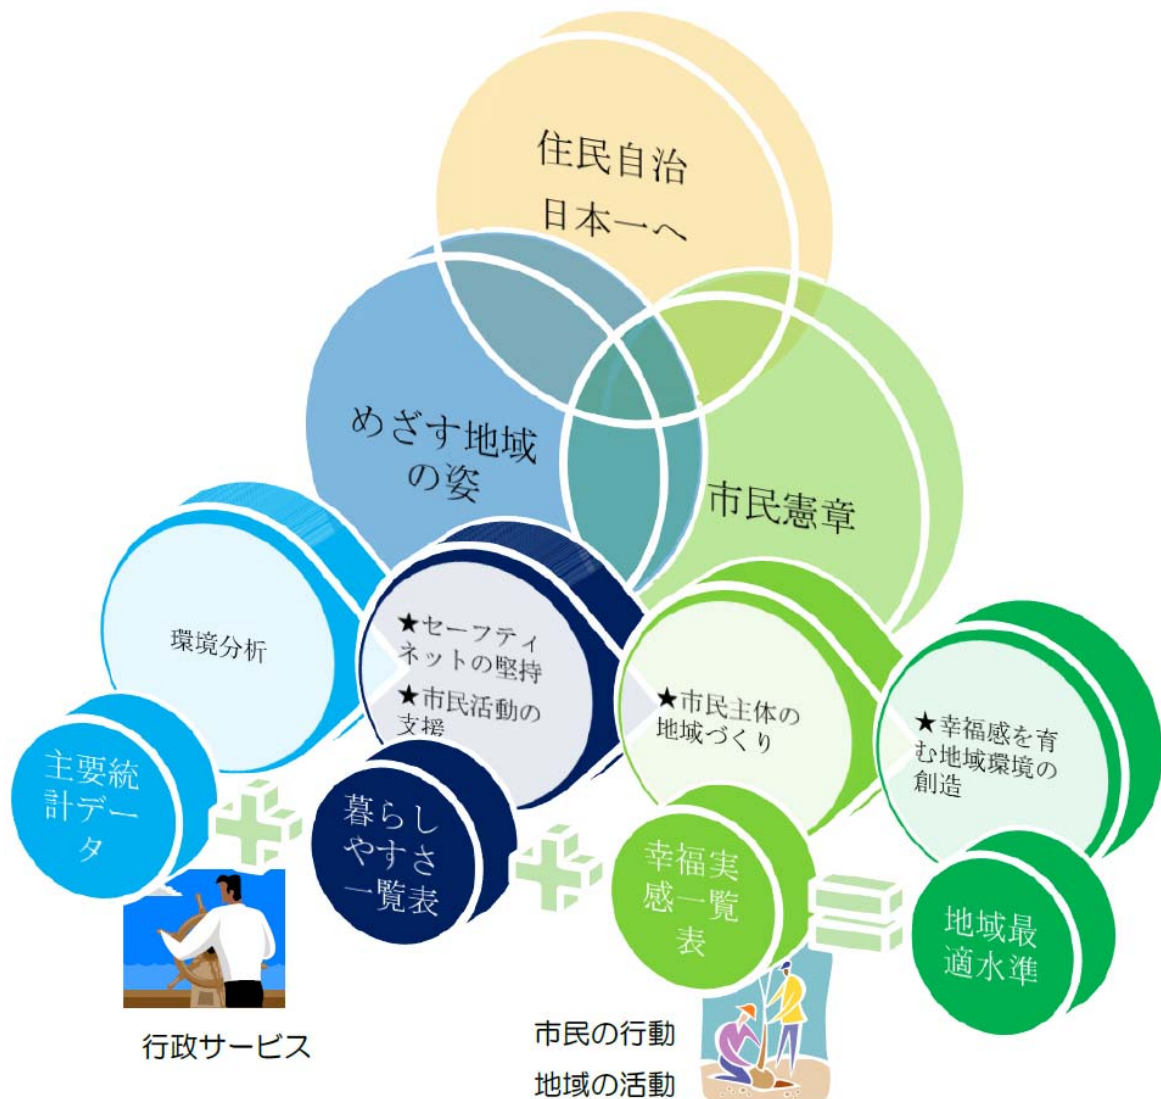 住民自治
日本一へ
めざす地域
の姿
市民憲章
環境分析
★セーフティ
ネットの堅持
★市民活動の
支援
★市民主体の
地域づくり
★幸福感を育
む地域環境の
創造
主要統
計デー
タ
暮らし
やすさ
一覧表
幸福実
感一覧
表
地域最
適水準
行政サービス
市民の行動
地域の活動